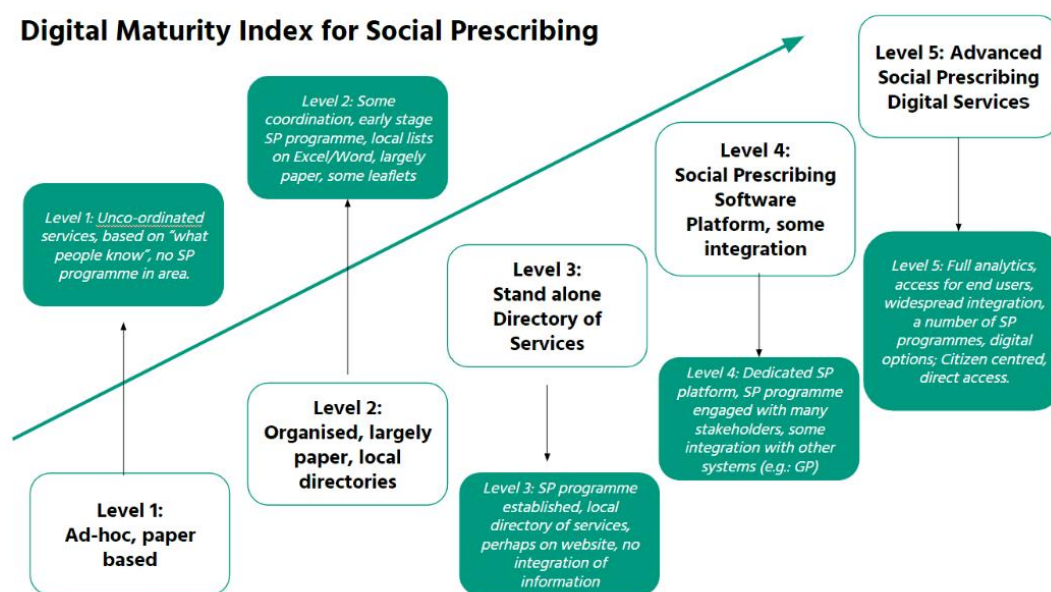 Digital Maturity Index for Social Prescribing
Level 1: Unco-ordinated
services, based on "what
people know", no SP
programme in area.
Level 1:
Ad-hoc, paper
based
Level 2: Some
coordination, early stage
SP programme, local lists
on Excel/Word, largely
paper, some leaflets
Level 2:
Organised, largely
paper, local
directories
Level 3:
Stand alone
Directory of
Services
Level 3: SP programme
established, local
directory of services,
perhaps on website, no
integration of
information
Level 4:
Social Prescribing
Software
Platform, some
integration
Level 4: Dedicated SP
platform, SP programme
engaged with many
stakeholders, some
integration with other
systems (e.g.: GP)
Level 5: Advanced
Social Prescribing
Digital Services
Level 5: Full analytics,
access for end users,
widespread integration,
a number of SP
programmes, digital
options; Citizen centred,
direct access.